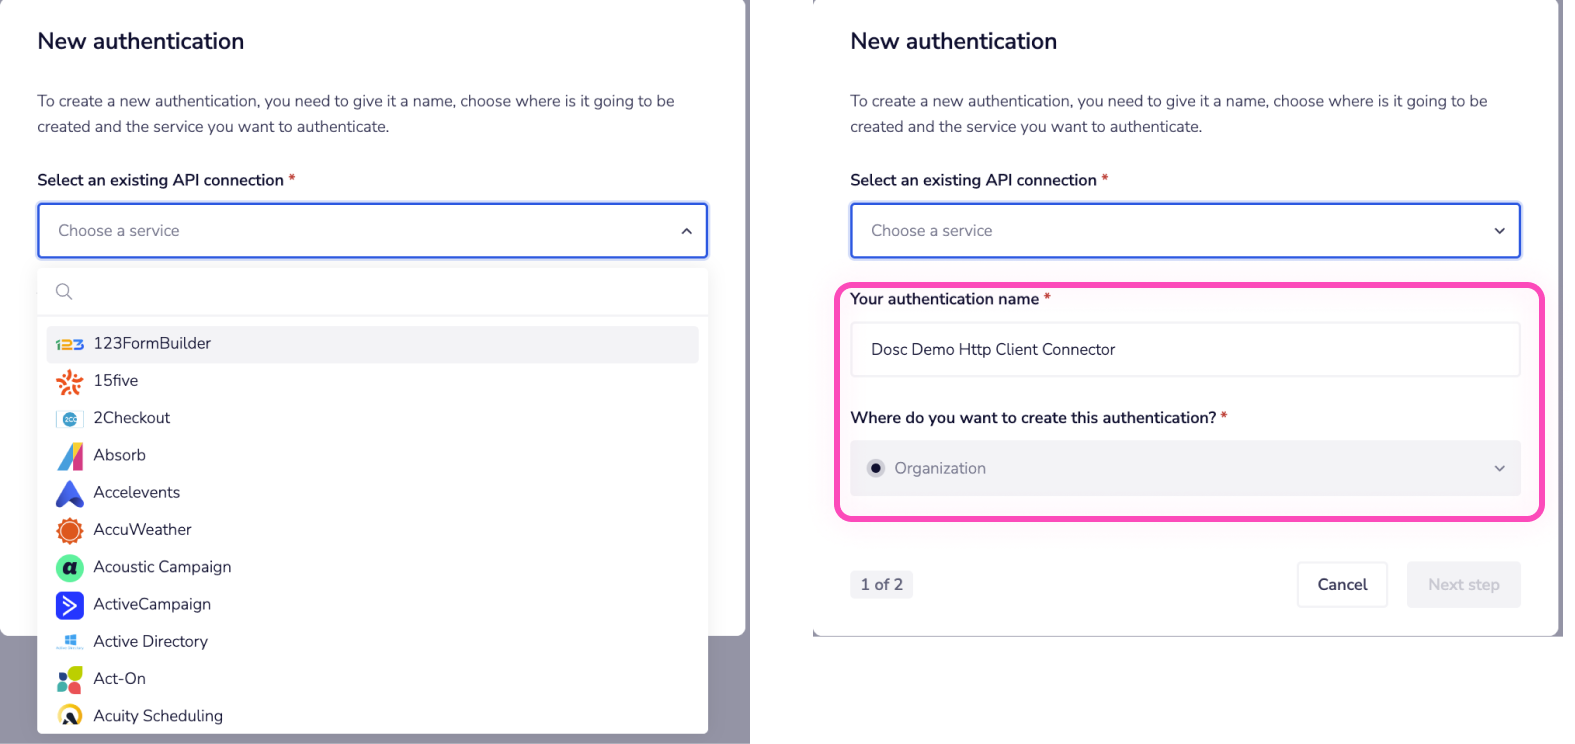 New authentication
To create a new authentication, you need to give it a name, choose where is it going to be
created and the service you want to authenticate.
Select an existing API connection *
Choose a service
123 123FormBuilder
15five
2CC 2Checkout
Absorb
Accelevents
AccuWeather
a Acoustic Campaign
ActiveCampaign
Active Directory
Act-On
Acuity Scheduling
New authentication
To create a new authentication, you need to give it a name, choose where is it going to be
created and the service you want to authenticate.
Select an existing API connection *
Choose a service
Your authentication name *
Dosc Demo Http Client Connector
Where do you want to create this authentication? *
Organization
1 of 2
Cancel
Next step